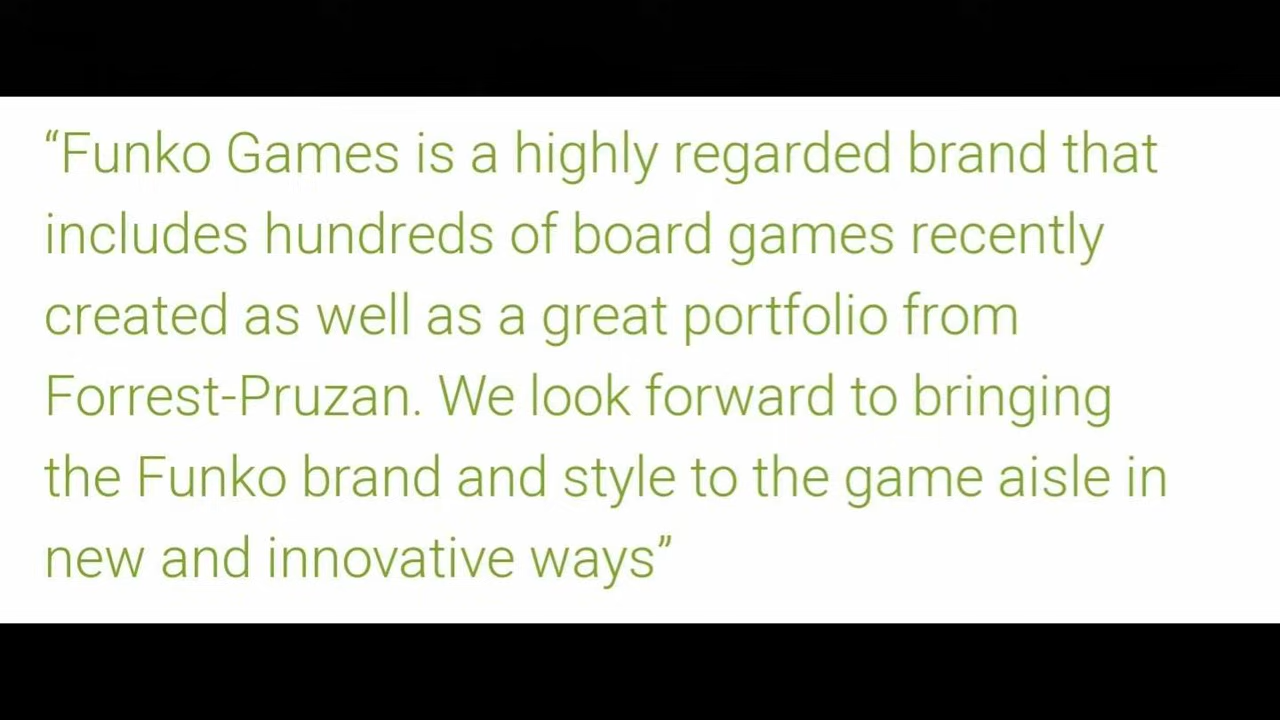 “Funko Games is a highly regarded brand that
includes hundreds of board games recently
created as well as a great portfolio from
Forrest-Pruzan. We look forward to bringing
the Funko brand and style to the game aisle in
new and innovative ways”